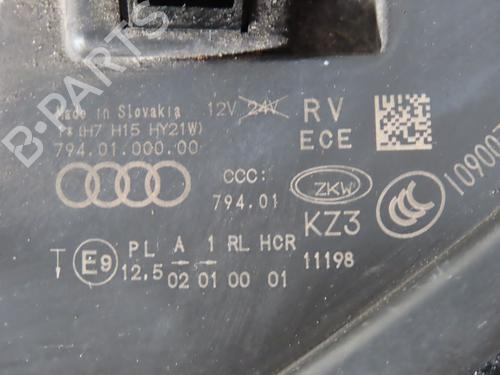 B-PARTS
Made in Slovakia 12V 24V RV
(H7 H15 HY21W) ECE
794.01.000.00
CCC: ZKW
794.01 KZ3
E9 PL A 1 RL HCR 11198
12,5 02 01 00 01